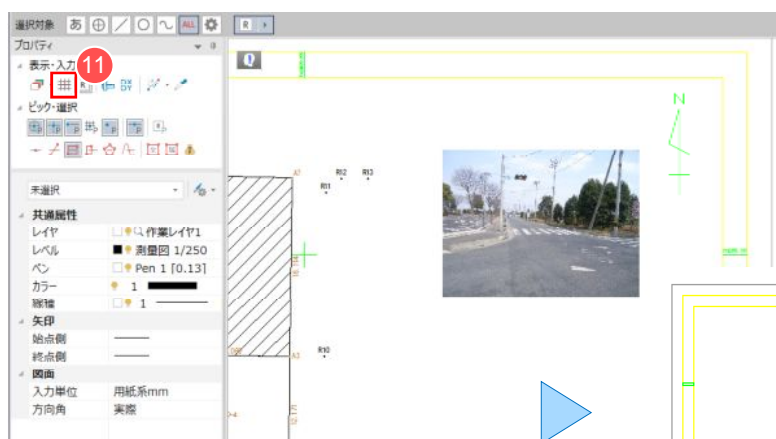 選択対象 あ ALL R
プロパティ
表示・入力
11
ピック・選択
未選択
共通属性
レイヤ 作業レイヤ1
レベル 測量図 1/250
ペン Pen 1 [0.13]
カラー 1
線種 1
矢印
始点側
終点側
図面
入力単位 用紙系mm
方向角 実際
N
A7
R12
R13
R11
R10
A3